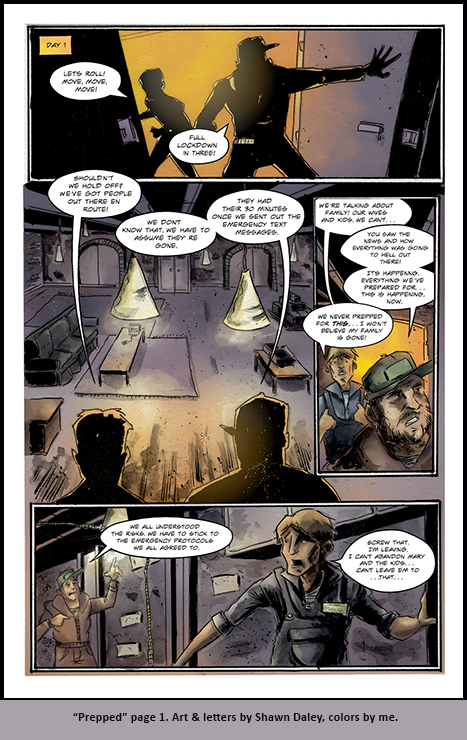 DAY 1
LET'S ROLL!
MOVE, MOVE,
MOVE!
FULL
LOCKDOWN
IN THREE!
SHOULDN'T
WE HOLD OFF?
WE'VE GOT PEOPLE
OUT THERE EN
ROUTE!
WE DON'T
KNOW THAT. WE HAVE TO
ASSUME THEY'RE
GONE.
THEY HAD
THEIR 30 MINUTES
ONCE WE SENT OUT THE
EMERGENCY TEXT
MESSAGES.
WE'RE TALKING ABOUT
FAMILY! OUR WIVES
AND KIDS. WE CAN'T. . .
YOU SAW THE
NEWS AND HOW
EVERYTHING WAS GOING
TO HELL OUT
THERE!
IT'S HAPPENING.
EVERYTHING WE'VE
PREPARED FOR. . .
THIS IS HAPPENING.
NOW.
WE NEVER PREPPED
FOR THIS. . . I WON'T
BELIEVE MY FAMILY
IS GONE!
WE ALL UNDERSTOOD
THE RISKS. WE HAVE TO STICK TO
THE EMERGENCY PROTOCOLS
WE ALL AGREED TO.
SCREW THAT.
I'M LEAVING.
I CAN'T ABANDON MARY
AND THE KIDS. . .
CAN'T LEAVE EM TO
. . .THAT. . .
"Prepped" page 1. Art & letters by Shawn Daley, colors by me.